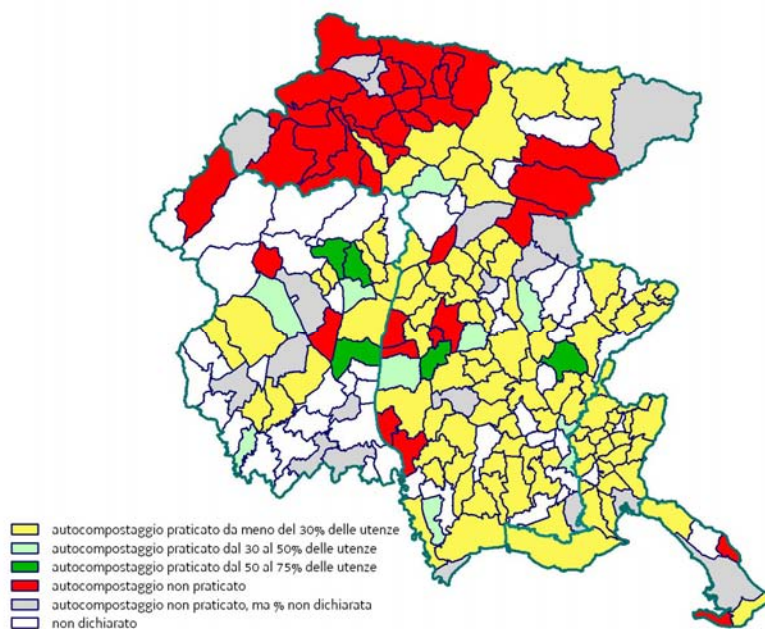 autocompostaggio praticato da meno del 30% delle utenze
autocompostaggio praticato dal 30 al 50% delle utenze
autocompostaggio praticato dal 50 al 75% delle utenze
autocompostaggio non praticato
autocompostaggio non praticato, ma % non dichiarata
non dichiarato